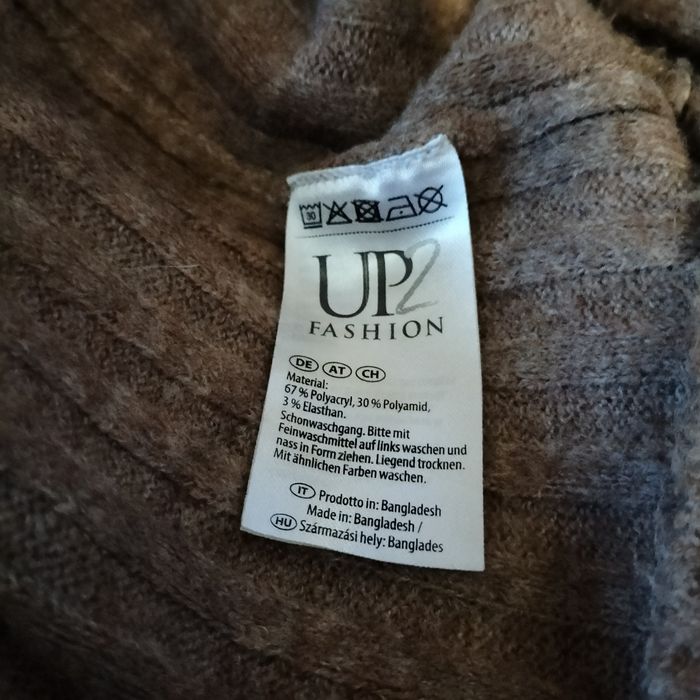 30
UP2
FASHION
DE AT CH
Material:
67 % Polyacryl, 30 % Polyamid,
3 % Elasthan.
Schonwaschgang. Bitte mit
Feinwaschmittel auf links waschen und
nass in Form ziehen. Liegend trocknen.
Mit ähnlichen Farben waschen.
IT Prodotto in: Bangladesh
Made in: Bangladesh /
HU Származási hely: Banglades